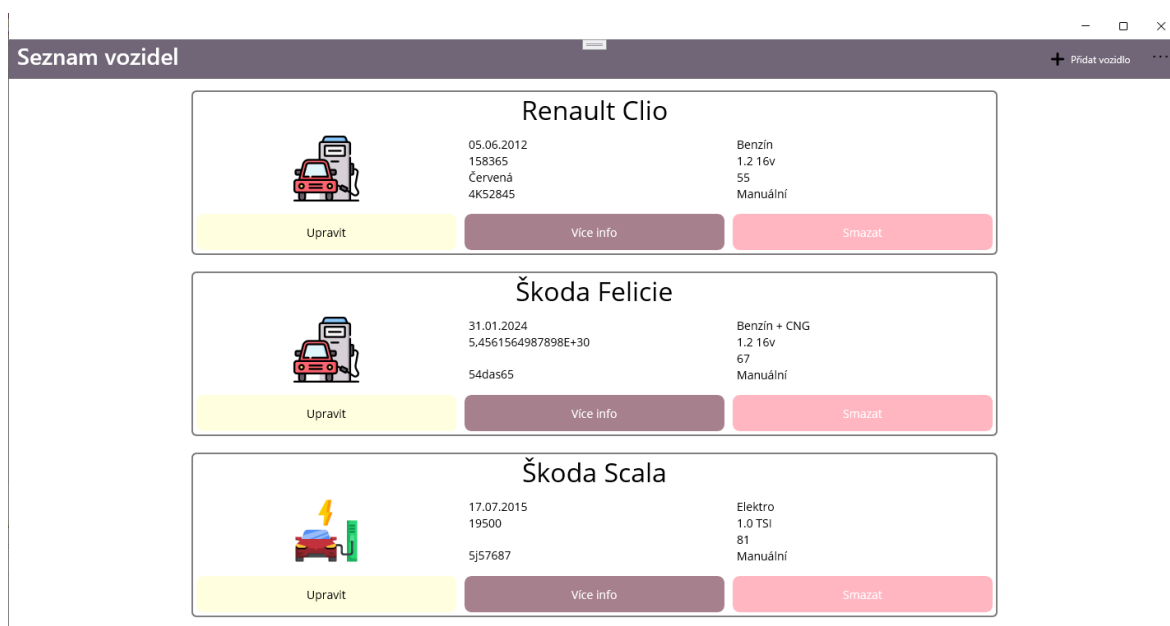 Seznam vozidel
Přidat vozidlo
Renault Clio
05.06.2012
158365
Červená
4K52845
Benzín
1.2 16v
55
Manuální
Upravit
Více info
Smazat
Škoda Felicie
31.01.2024
5,4561564987898E+30
54das65
Benzín + CNG
1.2 16v
67
Manuální
Upravit
Více info
Smazat
Škoda Scala
17.07.2015
19500
5j57687
Elektro
1.0 TSI
81
Manuální
Upravit
Více info
Smazat